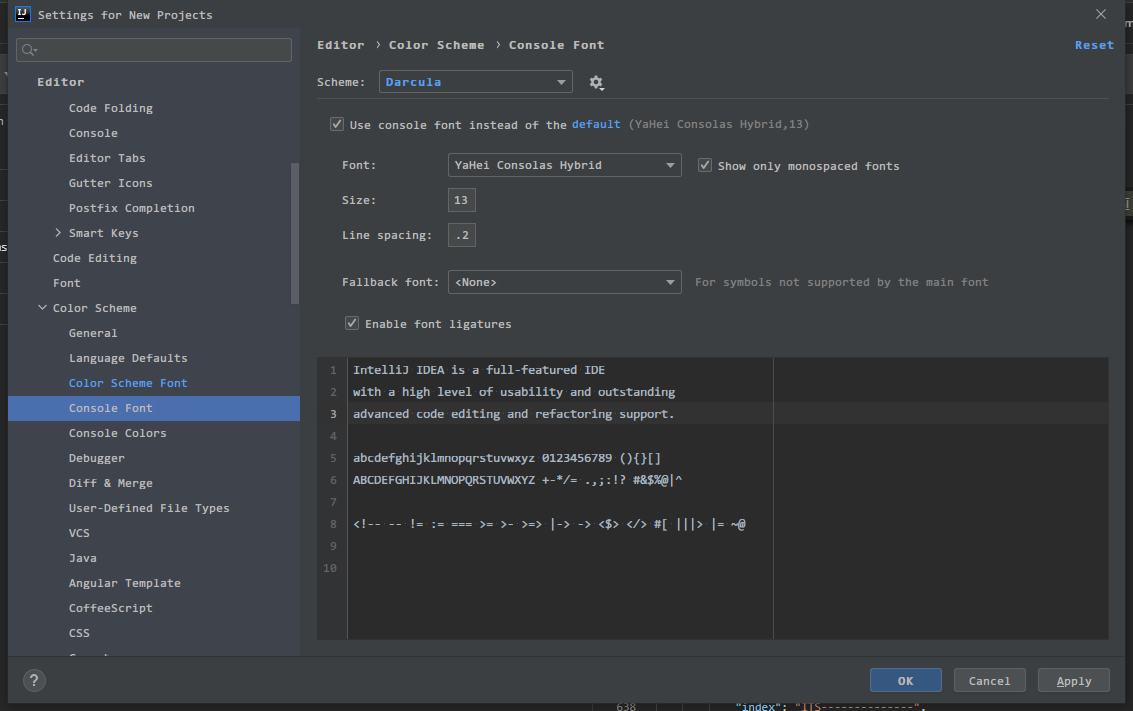 Settings for New Projects
Editor
Code Folding
Console
Editor Tabs
Gutter Icons
Postfix Completion
Smart Keys
Code Editing
Font
Color Scheme
General
Language Defaults
Color Scheme Font
Console Font
Console Colors
Debugger
Diff & Merge
User-Defined File Types
VCS
Java
Angular Template
CoffeeScript
CSS
Editor › Color Scheme › Console Font
Reset
Scheme: Darcula
Use console font instead of the default (YaHei Consolas Hybrid,13)
Font: YaHei Consolas Hybrid
Show only monospaced fonts
Size: 13
Line spacing: .2
Fallback font: <None>
For symbols not supported by the main font
Enable font ligatures
1 IntelliJ IDEA is a full-featured IDE
2 with a high level of usability and outstanding
3 advanced code editing and refactoring support.
4
5 abcdefghijklmnopqrstuvwxyz 0123456789 (){}[]
6 ABCDEFGHIJKLMNOPQRSTUVWXYZ +-*/= .,;:!? #&$%@|^
7
8 <!-- -- != := === >= >- >=> |-> -> <$> </> #[ |||> |= ~@
9
10
?
OK
Cancel
Apply
638 "index": "ITS--------------",